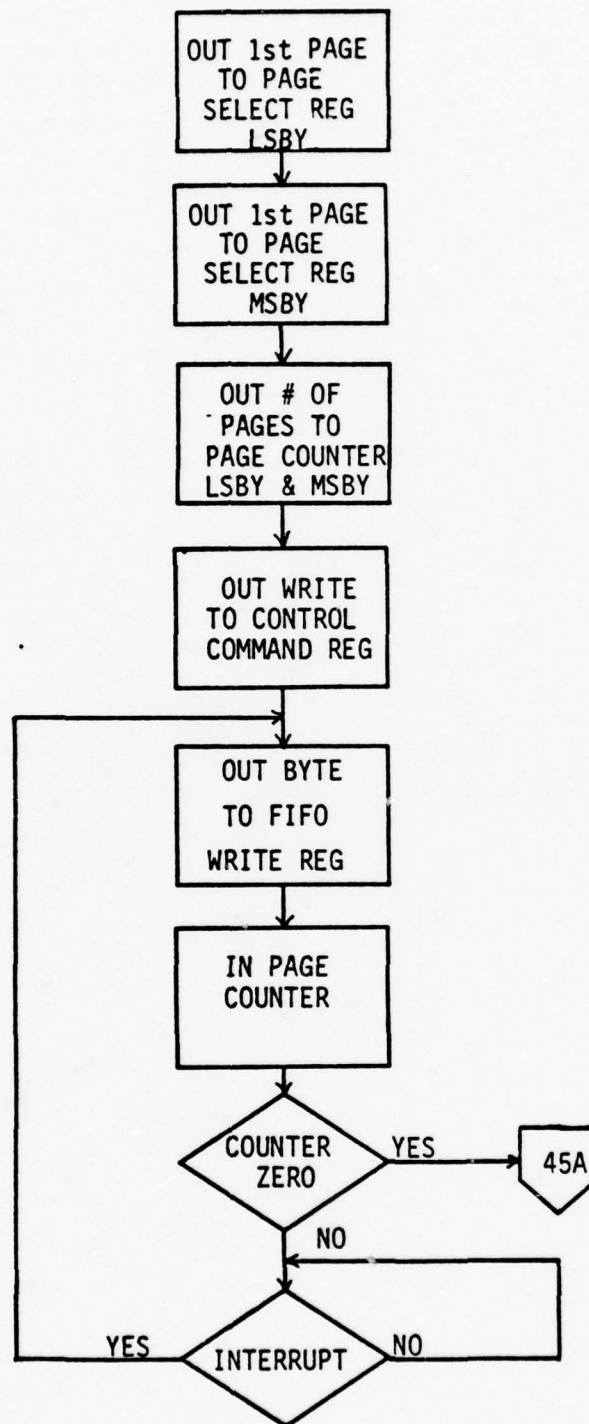 OUT 1st PAGE
TO PAGE
SELECT REG
LSBY
OUT 1st PAGE
TO PAGE
SELECT REG
MSBY
OUT # OF
PAGES TO
PAGE COUNTER
LSBY & MSBY
OUT WRITE
TO CONTROL
COMMAND REG
OUT BYTE
TO FIFO
WRITE REG
IN PAGE
COUNTER
COUNTER
ZERO
YES
45A
NO
YES
INTERRUPT
NO